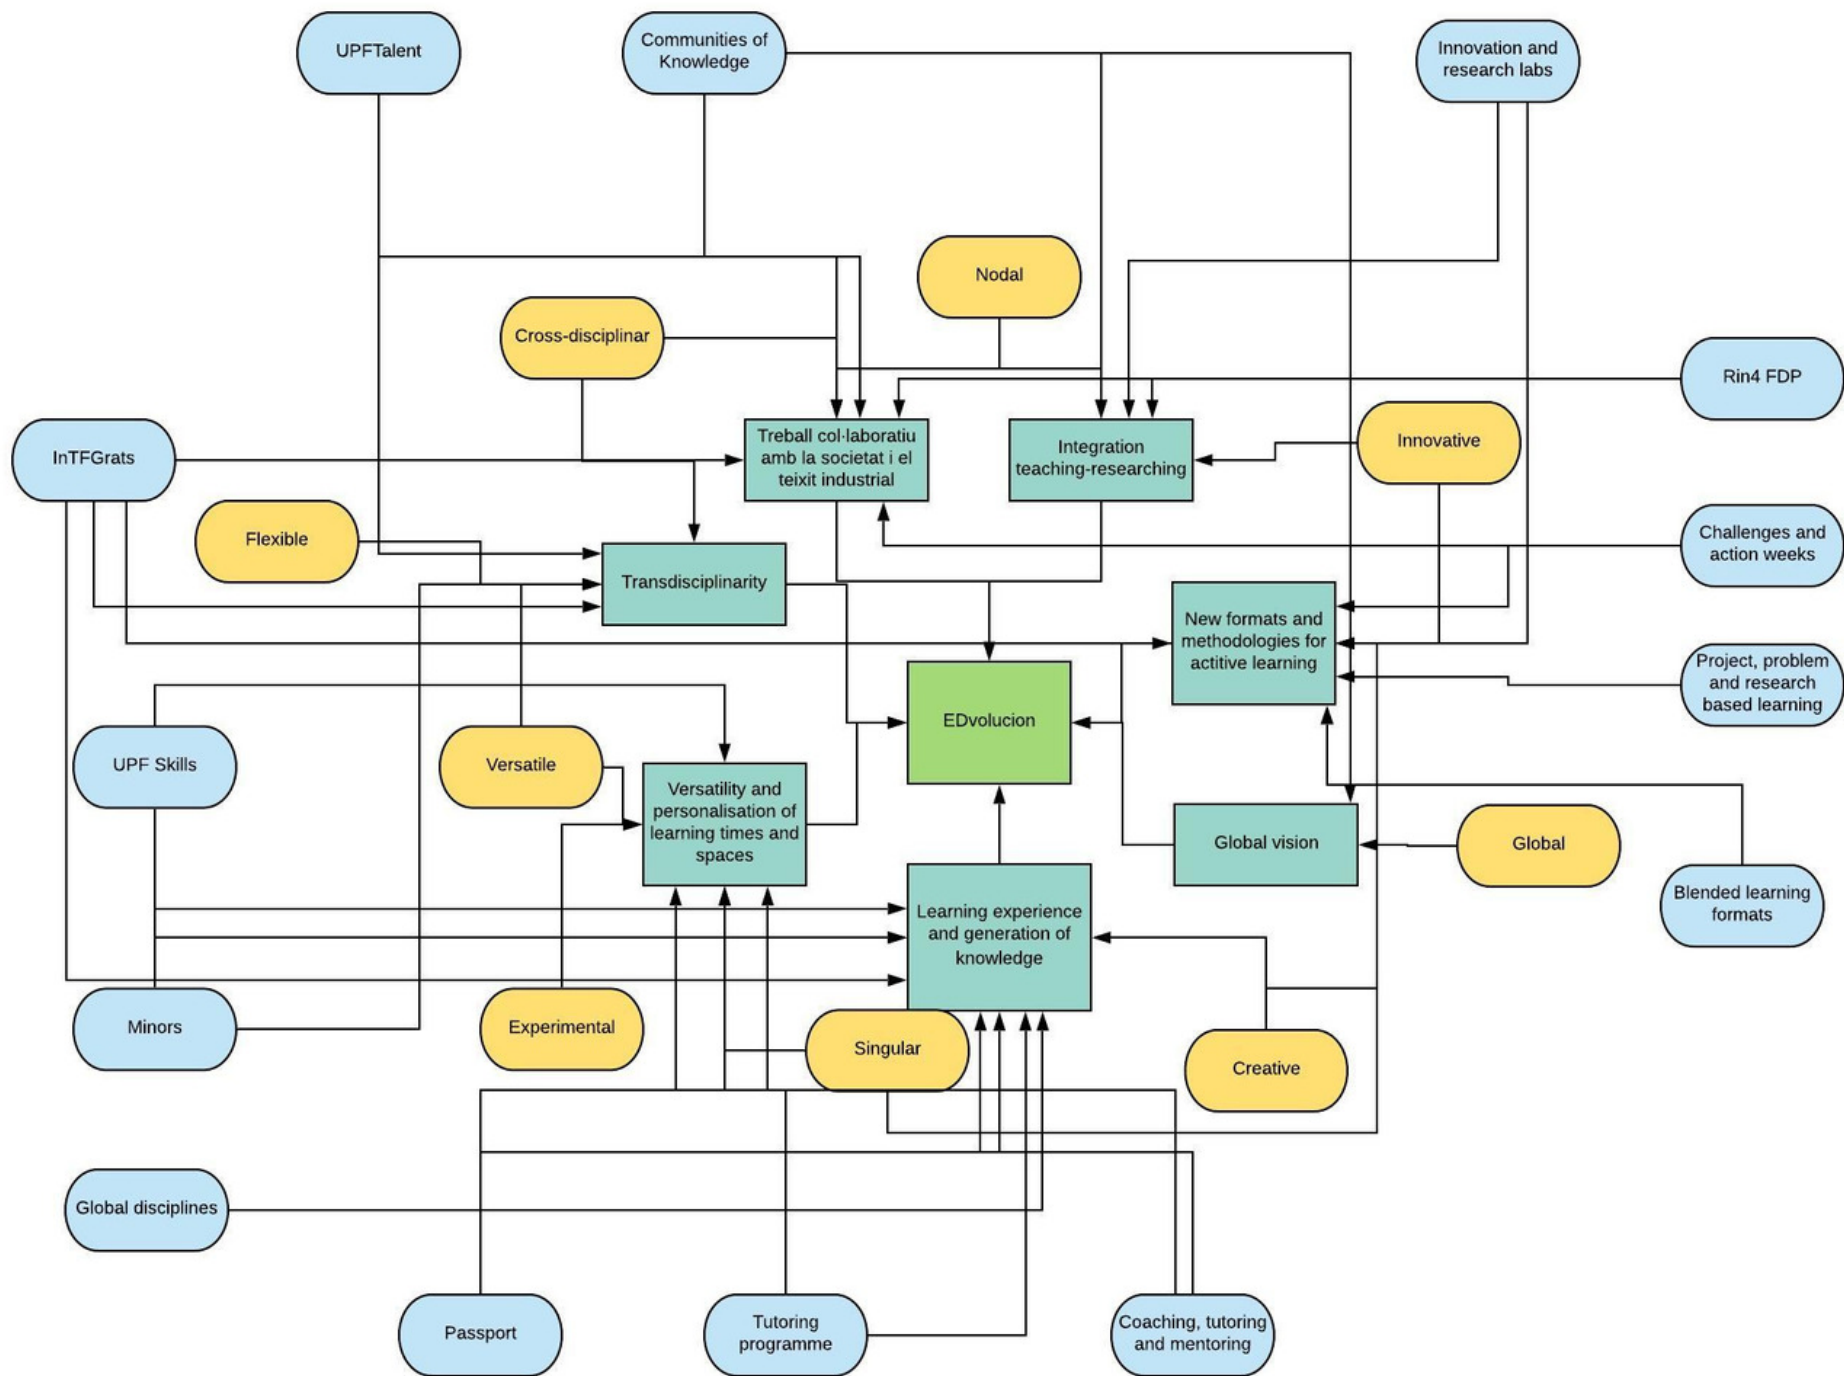 UPFTalent
Communities of
Knowledge
Innovation and
research labs
Nodal
Cross-disciplinar
Rin4 FDP
InTFGrats
Treball col·laboratiu
amb la societat i el
teixit industrial
Integration
teaching-researching
Innovative
Flexible
Transdisciplinarity
Challenges and
action weeks
New formats and
methodologies for
actitive learning
Project, problem
and research
based learning
EDvolucion
UPF Skills
Versatile
Versatility and
personalisation of
learning times and
spaces
Global vision
Global
Blended learning
formats
Learning experience
and generation of
knowledge
Minors
Experimental
Singular
Creative
Global disciplines
Passport
Tutoring
programme
Coaching, tutoring
and mentoring